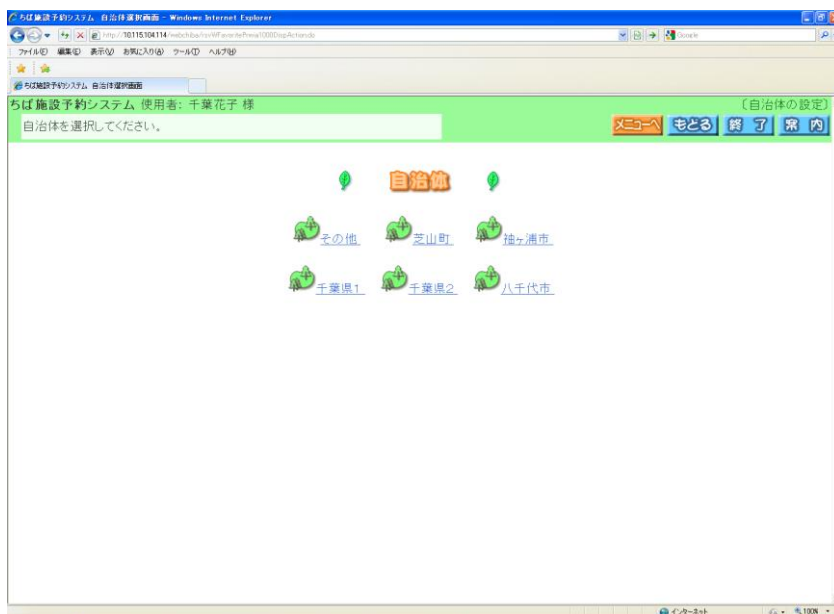 ちば施設予約システム 自治体選択画面 - Windows Internet Explorer
ファイル(F) 編集(E) 表示(V) お気に入り(A) ツール(T) ヘルプ(H)
ちば施設予約システム 自治体選択画面
ちば施設予約システム 使用者: 千葉花子 様
〔自治体の設定〕
自治体を選択してください。
メニューへ もどる 終了 案内
自治体
その他 芝山町 袖ヶ浦市
千葉県1 千葉県2 八千代市
インターネット 100%